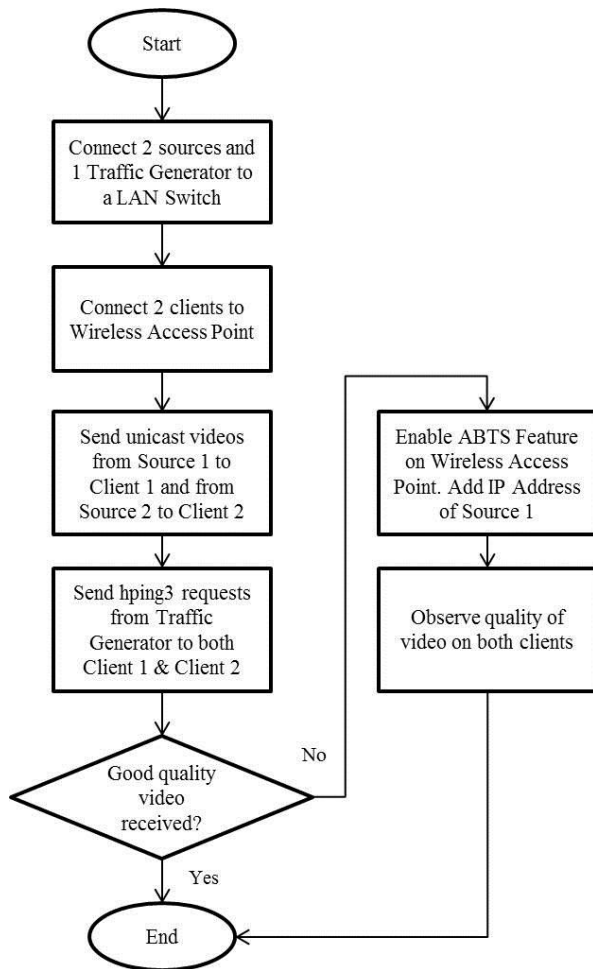 Start
Connect 2 sources and
1 Traffic Generator to
a LAN Switch
Connect 2 clients to
Wireless Access Point
Send unicast videos
from Source 1 to
Client 1 and from
Source 2 to Client 2
Send hping3 requests
from Traffic
Generator to both
Client 1 & Client 2
Good quality
video
received?
No
Yes
End
Enable ABTS Feature
on Wireless Access
Point. Add IP Address
of Source 1
Observe quality of
video on both clients